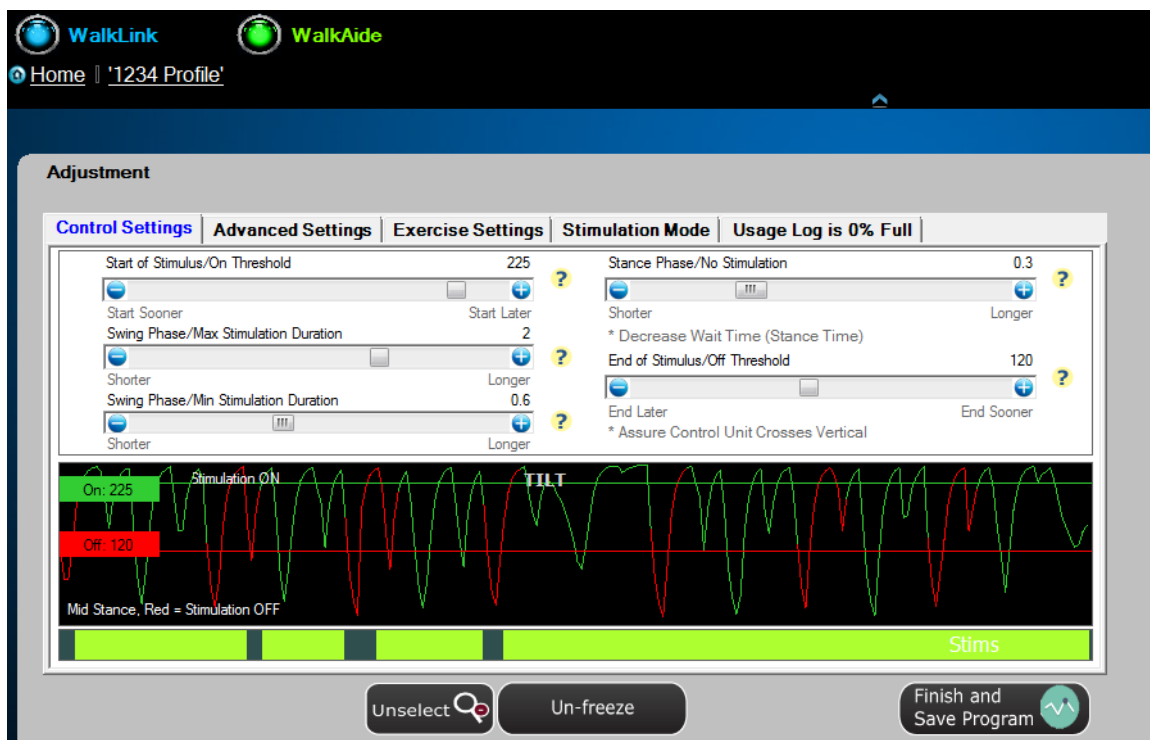 WalkLink WalkAide
Home '1234 Profile'
Adjustment
Control Settings Advanced Settings Exercise Settings Stimulation Mode Usage Log is 0% Full
Start of Stimulus/On Threshold 225 ?
Start Sooner Start Later
Swing Phase/Max Stimulation Duration 2 ?
Shorter Longer
Swing Phase/Min Stimulation Duration 0.6 ?
Shorter Longer
Stance Phase/No Stimulation 0.3 ?
Shorter Longer
* Decrease Wait Time (Stance Time)
End of Stimulus/Off Threshold 120 ?
End Later End Sooner
* Assure Control Unit Crosses Vertical
Stimulation ON TILT
On: 225
Off: 120
Mid Stance, Red = Stimulation OFF
Stims
Unselect Un-freeze Finish and
Save Program